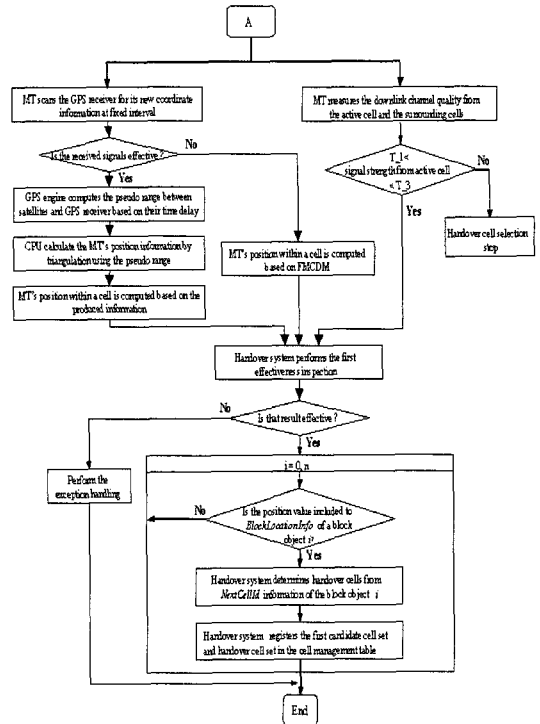 A
MT scans the GPS receiver for its new coordinate
information at fixed interval
MT measures the downlink channel quality from
the active cell and the surrounding cells
Is the received signals effective ?
No
Yes
T_1<
signal strength from active cell
< T_3
No
Yes
GPS engine computes the pseudo range between
satellites and GPS receiver based on their time delay
CPU calculate the MT's position information by
triangulation using the pseudo range
MT's position within a cell is computed based on the
produced information
MT's position within a cell is computed
based on FMCDM
Handover cell selection
stop
Handover system performs the first
effectiveness inspection
Is that result effective ?
No
Yes
Perform the
exception handling
i = 0, n
Is the position value included to
BlockLocationInfo of a block
object i?
No
Yes
Handover system determines handover cells from
NextCellId information of the block object i
Handover system registers the first candidate cell set
and handover cell set in the cell management table
End